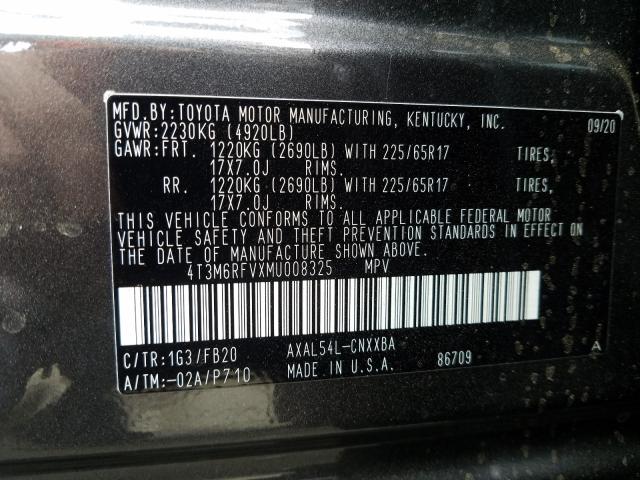 MFD.BY:TOYOTA MOTOR MANUFACTURING, KENTUCKY, INC. 09/20
GVWR:2230KG (4920LB)
GAWR:FRT. 1220KG (2690LB) WITH 225/65R17 TIRES,
17X7.0J RIMS.
RR. 1220KG (2690LB) WITH 225/65R17 TIRES,
17X7.0J RIMS.
THIS VEHICLE CONFORMS TO ALL APPLICABLE FEDERAL MOTOR
VEHICLE SAFETY AND THEFT PREVENTION STANDARDS IN EFFECT ON
THE DATE OF MANUFACTURE SHOWN ABOVE.
4T3M6RFVXMU008325 MPV
C/TR:1G3/FB20 AXAL54L-CNXXBA A
A/TM:-02A/P710 MADE IN U.S.A. 86709